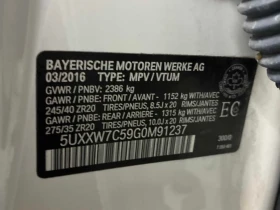 BAYERISCHE MOTOREN WERKE AG
03/2016 TYPE: MPV / VTUM
GVWR / PNBV: 2386 kg
GAWR / PNBE Front/Avant: 1152 kg WITH/AVEC
245/40 ZR20 TIRES/PNEUS, 8.5J x 20 RIMS/JANTES
GAWR / PNBE Rear/Arriere: 1315 kg WITH/AVEC
275/35 ZR20 TIRES/PNEUS, 10.0J x 20 RIMS/JANTES
EC
5UXXW7C59G0M91237